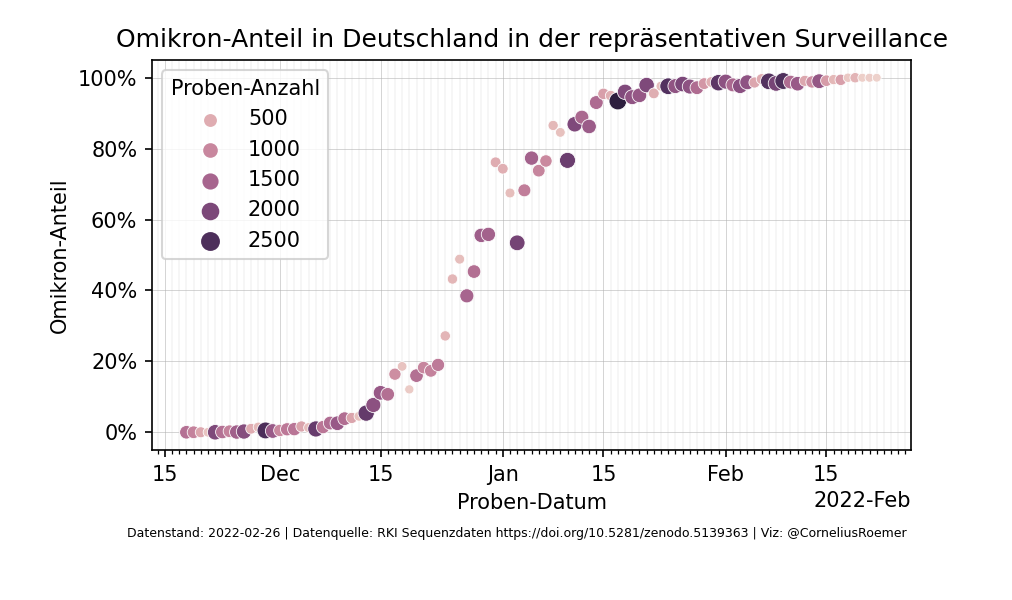 Omikron-Anteil in Deutschland in der repräsentativen Surveillance
100%
80%
60%
40%
20%
0%
Omikron-Anteil
Proben-Anzahl
500
1000
1500
2000
2500
15 Dec 15 Jan 15 Feb 15
Proben-Datum
2022-Feb
Datenstand: 2022-02-26 | Datenquelle: RKI Sequenzdaten https://doi.org/10.5281/zenodo.5139363 | Viz: @CorneliusRoemer